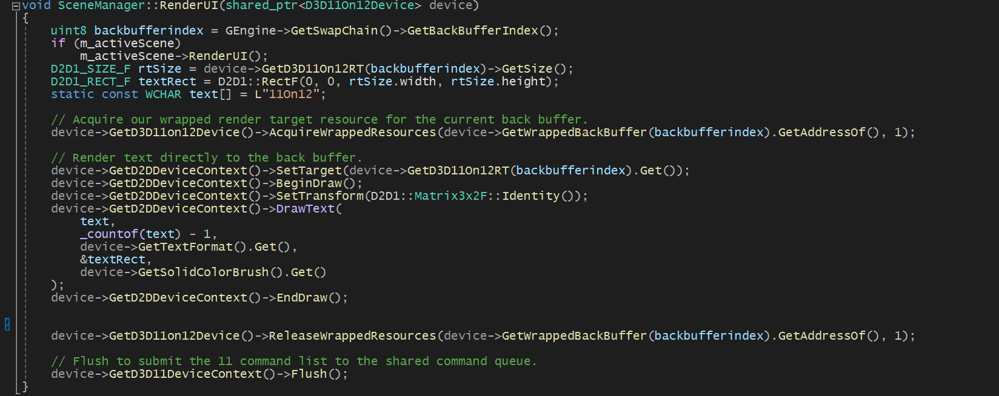 void SceneManager::RenderUI(shared_ptr<D3D11On12Device> device)
{
    uint8 backbufferindex = GEngine->GetSwapChain()->GetBackBufferIndex();
    if (m_activeScene)
        m_activeScene->RenderUI();
    D2D1_SIZE_F rtSize = device->GetD3D11On12RT(backbufferindex)->GetSize();
    D2D1_RECT_F textRect = D2D1::RectF(0, 0, rtSize.width, rtSize.height);
    static const WCHAR text[] = L"11On12";
    // Acquire our wrapped render target resource for the current back buffer.
    device->GetD3D11on12Device()->AcquireWrappedResources(device->GetWrappedBackBuffer(backbufferindex).GetAddressOf(), 1);
    // Render text directly to the back buffer.
    device->GetD2DDeviceContext()->SetTarget(device->GetD3D11On12RT(backbufferindex).Get());
    device->GetD2DDeviceContext()->BeginDraw();
    device->GetD2DDeviceContext()->SetTransform(D2D1::Matrix3x2F::Identity());
    device->GetD2DDeviceContext()->DrawText(
        text,
        _countof(text) - 1,
        device->GetTextFormat().Get(),
        &textRect,
        device->GetSolidColorBrush().Get()
    );
    device->GetD2DDeviceContext()->EndDraw();
    device->GetD3D11on12Device()->ReleaseWrappedResources(device->GetWrappedBackBuffer(backbufferindex).GetAddressOf(), 1);
    // Flush to submit the 11 command list to the shared command queue.
    device->GetD3D11DeviceContext()->Flush();
}